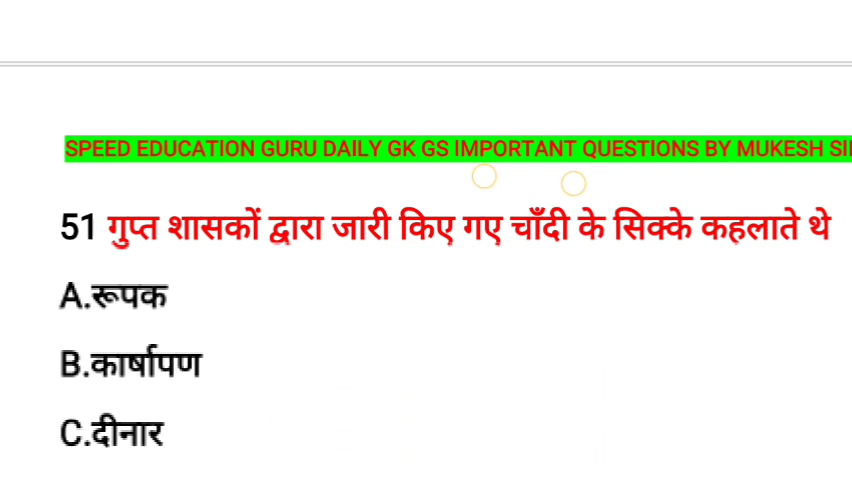 SPEED EDUCATION GURU DAILY GK GS IMPORTANT QUESTIONS BY MUKESH
51 गुप्त शासकों द्वारा जारी किए गए चाँदी के सिक्के कहलाते थे
A.रूपक
B.कार्षापण
C.दीनार